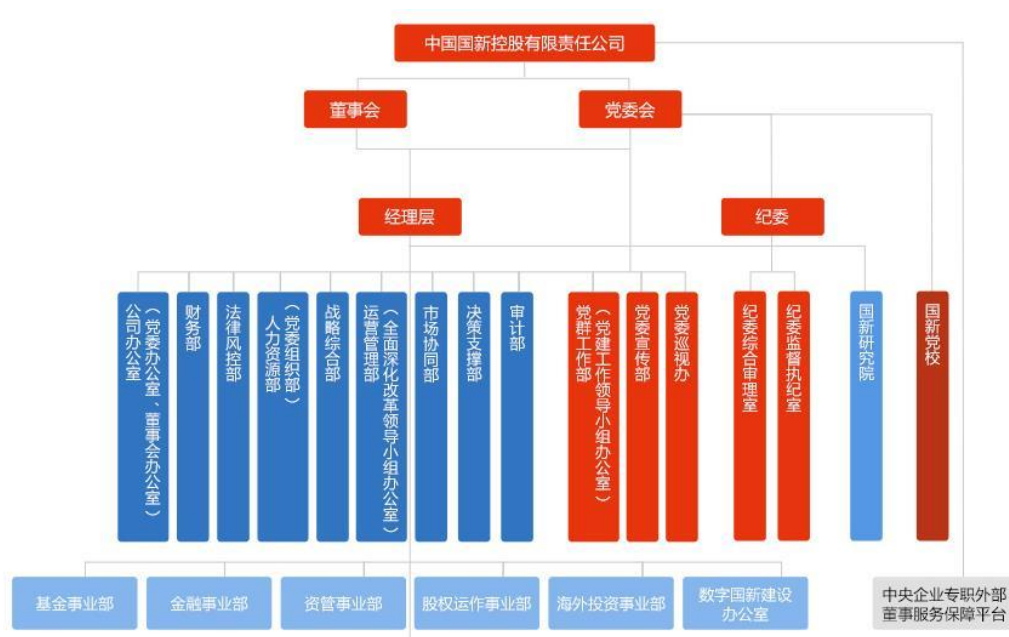 中国国新控股有限责任公司
董事会
党委会
经理层
纪委
公司办公室
（党委办公室、董事会办公室）
财务部
法律风控部
人力资源部
（党委组织部）
战略综合部
运营管理部
（全面深化改革领导小组办公室）
市场协同部
决策支撑部
审计部
党群工作部
（党建工作领导小组办公室）
党委宣传部
党委巡视办
纪委综合审理室
纪委监督执纪室
国新研究院
国新党校
基金事业部
金融事业部
资管事业部
股权运作事业部
海外投资事业部
数字国新建设
办公室
中央企业专职外部
董事服务保障平台